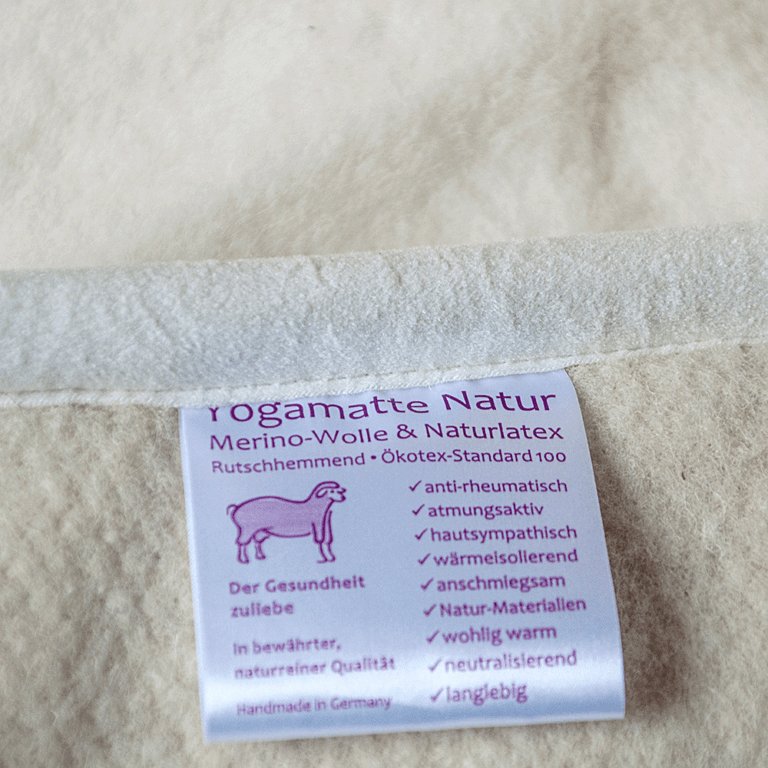 Yogamatte Natur
Merino-Wolle & Naturlatex
Rutschhemmend • Ökotex-Standard 100
✓ anti-rheumatisch
✓ atmungsaktiv
✓ hautsympathisch
✓ wärmeisolierend
✓ anschmiegsam
✓ Natur-Materialien
✓ wohlig warm
✓ neutralisierend
✓ langlebig
Der Gesundheit
zuliebe
In bewährter,
naturreiner Qualität
Handmade in Germany